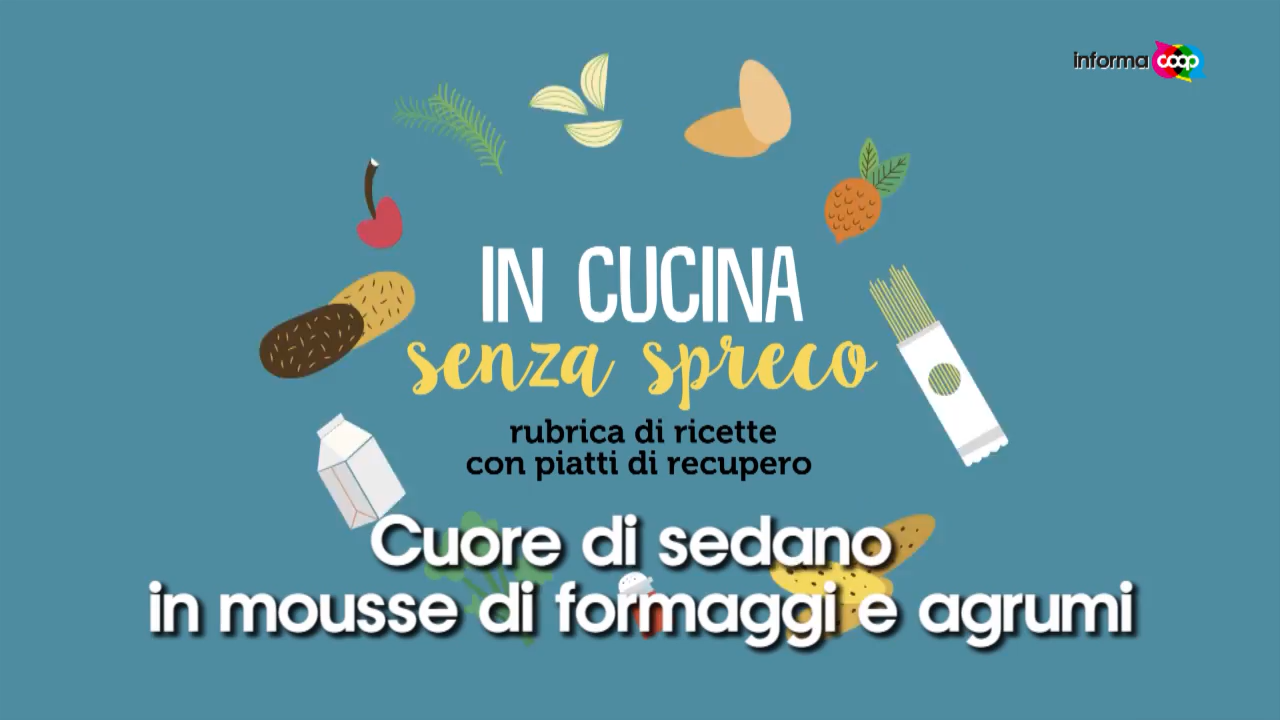 informa coop
IN CUCINA
senza spreco
rubrica di ricette
con piatti di recupero
Cuore di sedano
in mousse di formaggi e agrumi